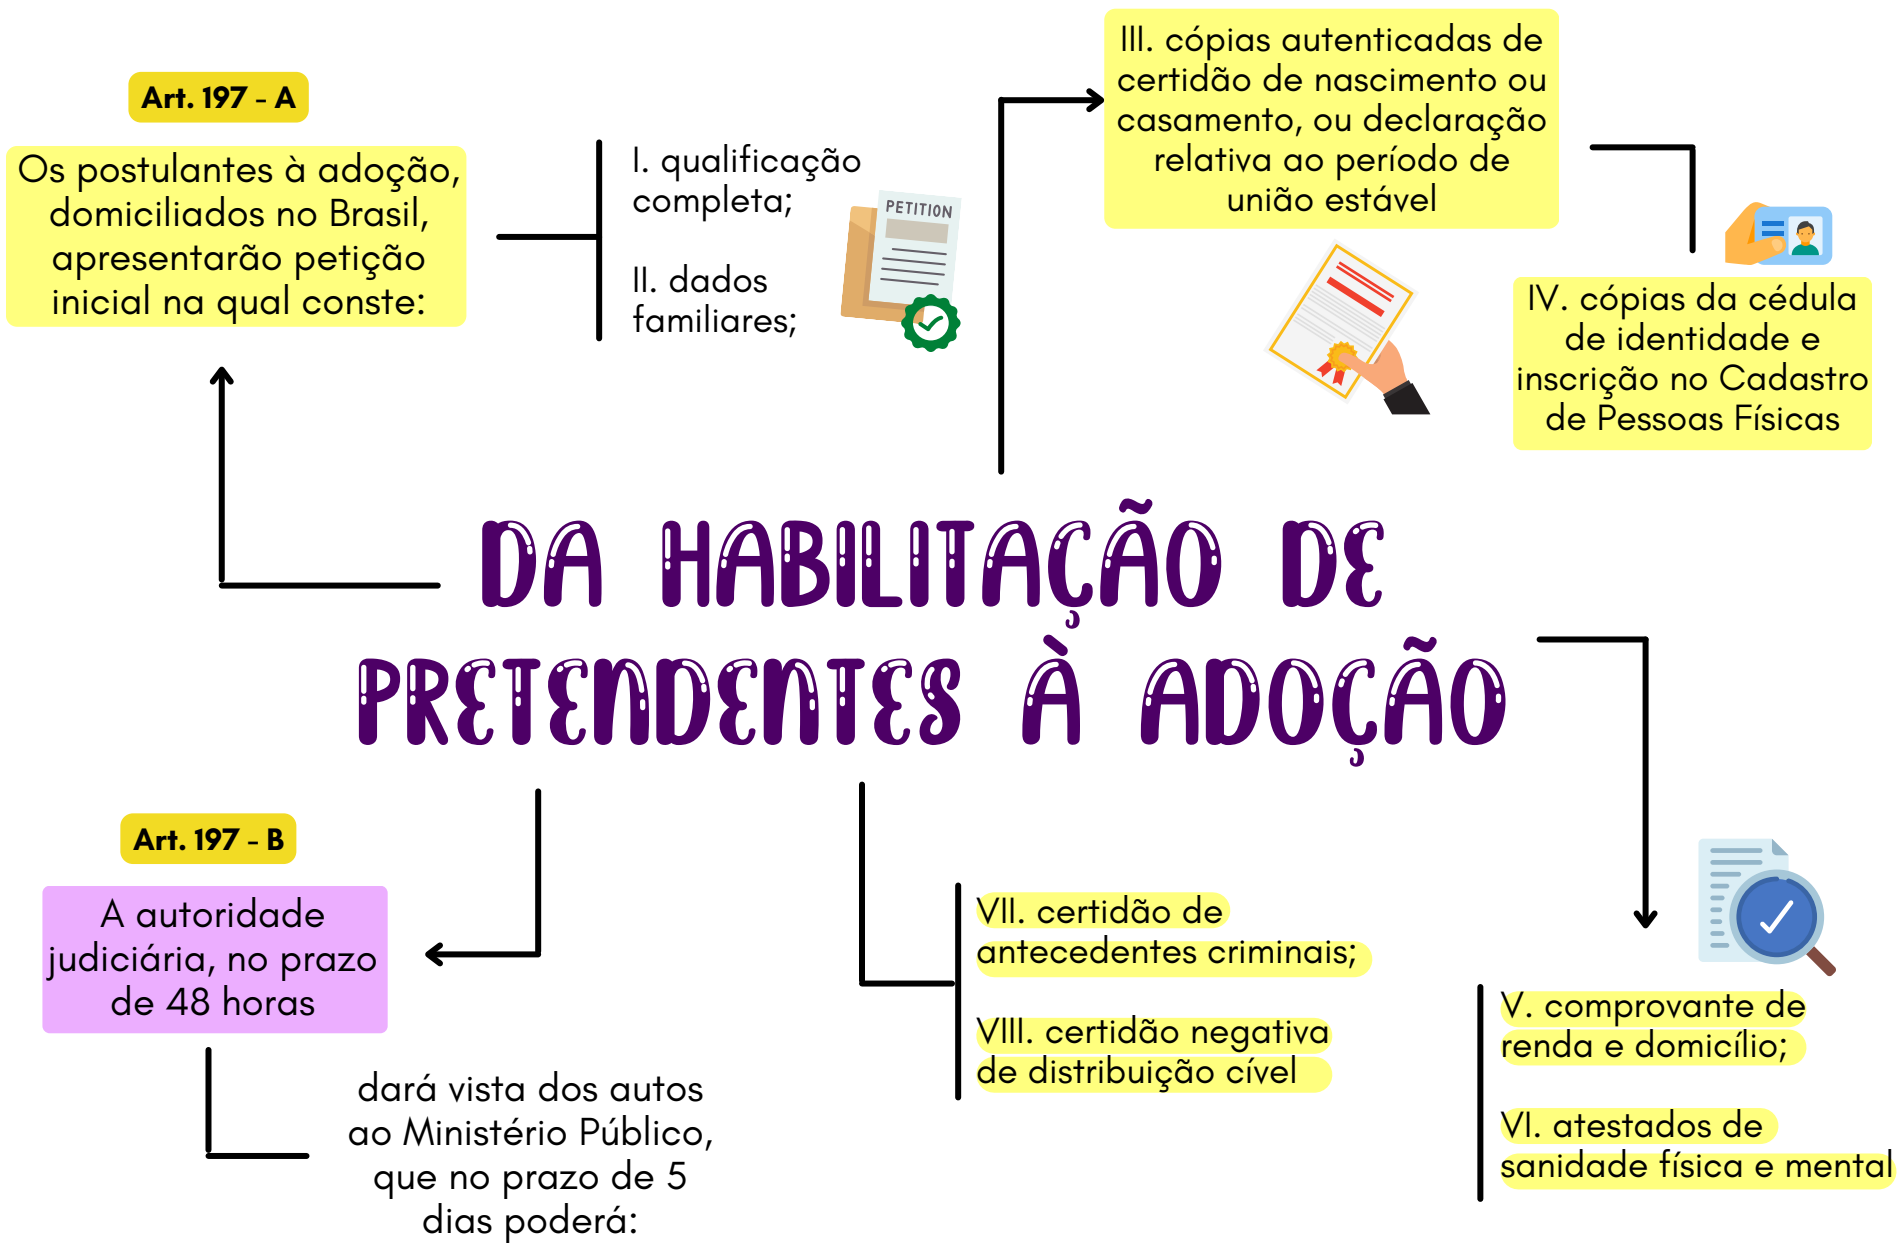 Art. 197 - A
Os postulantes à adoção,
domiciliados no Brasil,
apresentarão petição
inicial na qual conste:
I. qualificação
completa;
II. dados
familiares;
PETITION
III. cópias autenticadas de
certidão de nascimento ou
casamento, ou declaração
relativa ao período de
união estável
IV. cópias da cédula
de identidade e
inscrição no Cadastro
de Pessoas Físicas
DA HABILITAÇÃO DE
PRETENDENTES À ADOÇÃO
V. comprovante de
renda e domicílio;
VI. atestados de
sanidade física e mental
VII. certidão de
antecedentes criminais;
VIII. certidão negativa
de distribuição cível
Art. 197 - B
A autoridade
judiciária, no prazo
de 48 horas
dará vista dos autos
ao Ministério Público,
que no prazo de 5
dias poderá: